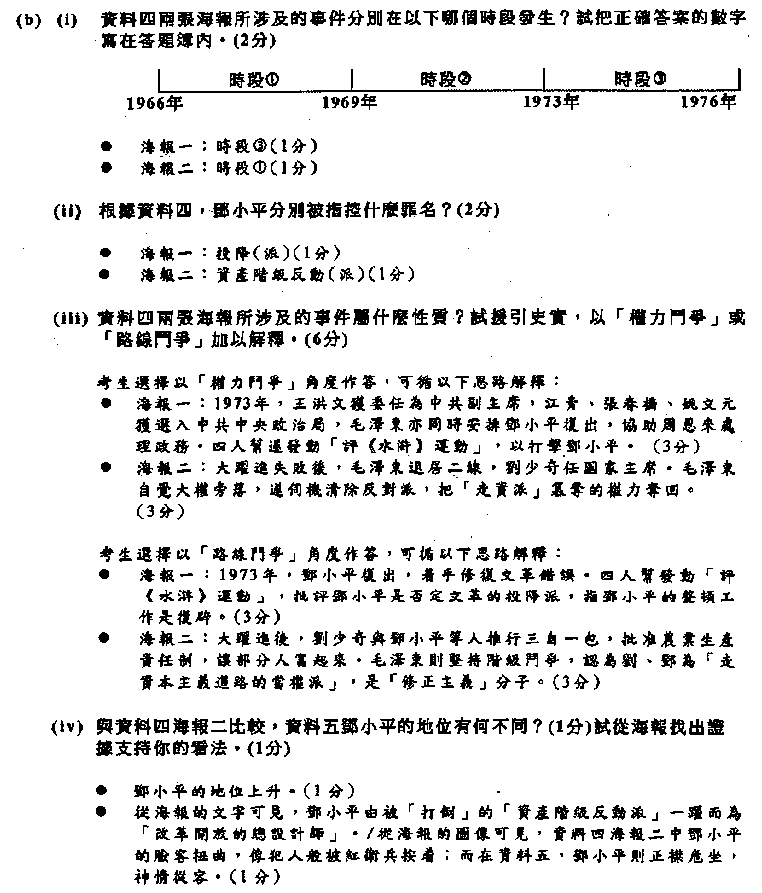 (b) (i) 資料四兩張海報所涉及的事件分別在以下哪個時段發生？試把正確答案的數字
寫在答題簿內。(2分)
時段① 時段② 時段③
1966年 1969年 1973年 1976年
● 海報一：時段③(1分)
● 海報二：時段①(1分)
(ii) 根據資料四，鄧小平分別被指控什麼罪名？(2分)
● 海報一：投降(派)(1分)
● 海報二：資產階級反動(派)(1分)
(iii) 資料四兩張海報所涉及的事件屬什麼性質？試援引史實，以「權力鬥爭」或
「路線鬥爭」加以解釋。(6分)
考生選擇以「權力鬥爭」角度作答，可循以下思路解釋：
● 海報一：1973年，王洪文獲委任為中共副主席，江青、張春橋、姚文元
獲選入中共中央政治局，毛澤東亦同時安排鄧小平復出，協助周恩來處
理政務。四人幫遂發動「評《水滸》運動」，以打擊鄧小平。 (3分)
● 海報二：大躍進失敗後，毛澤東退居二線，劉少奇任國家主席。毛澤東
自覺大權旁落，遂伺機清除反對派，把「走資派」篡奪的權力奪回。
(3分)
考生選擇以「路線鬥爭」角度作答，可循以下思路解釋：
● 海報一：1973年，鄧小平復出，着手修復文革錯誤。四人幫發動「評
《水滸》運動」，批評鄧小平是否定文革的投降派，指鄧小平的整頓工
作是復辟。(3分)
● 海報二：大躍進後，劉少奇與鄧小平等人推行三自一包，批准農業生產
責任制，讓部分人富起來。毛澤東則堅持階級鬥爭，認為劉、鄧為「走
資本主義道路的當權派」，是「修正主義」分子。(3分)
(iv) 與資料四海報二比較，資料五鄧小平的地位有何不同？(1分)試從海報找出證
據支持你的看法。(1分)
● 鄧小平的地位上升。(1分)
● 從海報的文字可見，鄧小平由被「打倒」的「資產階級反動派」一躍而為
「改革開放的總設計師」。/從海報的圖像可見，資料四海報二中鄧小平
的臉容扭曲，像犯人般被紅衛兵按着；而在資料五，鄧小平則正襟危坐，
神情從容。(1分)